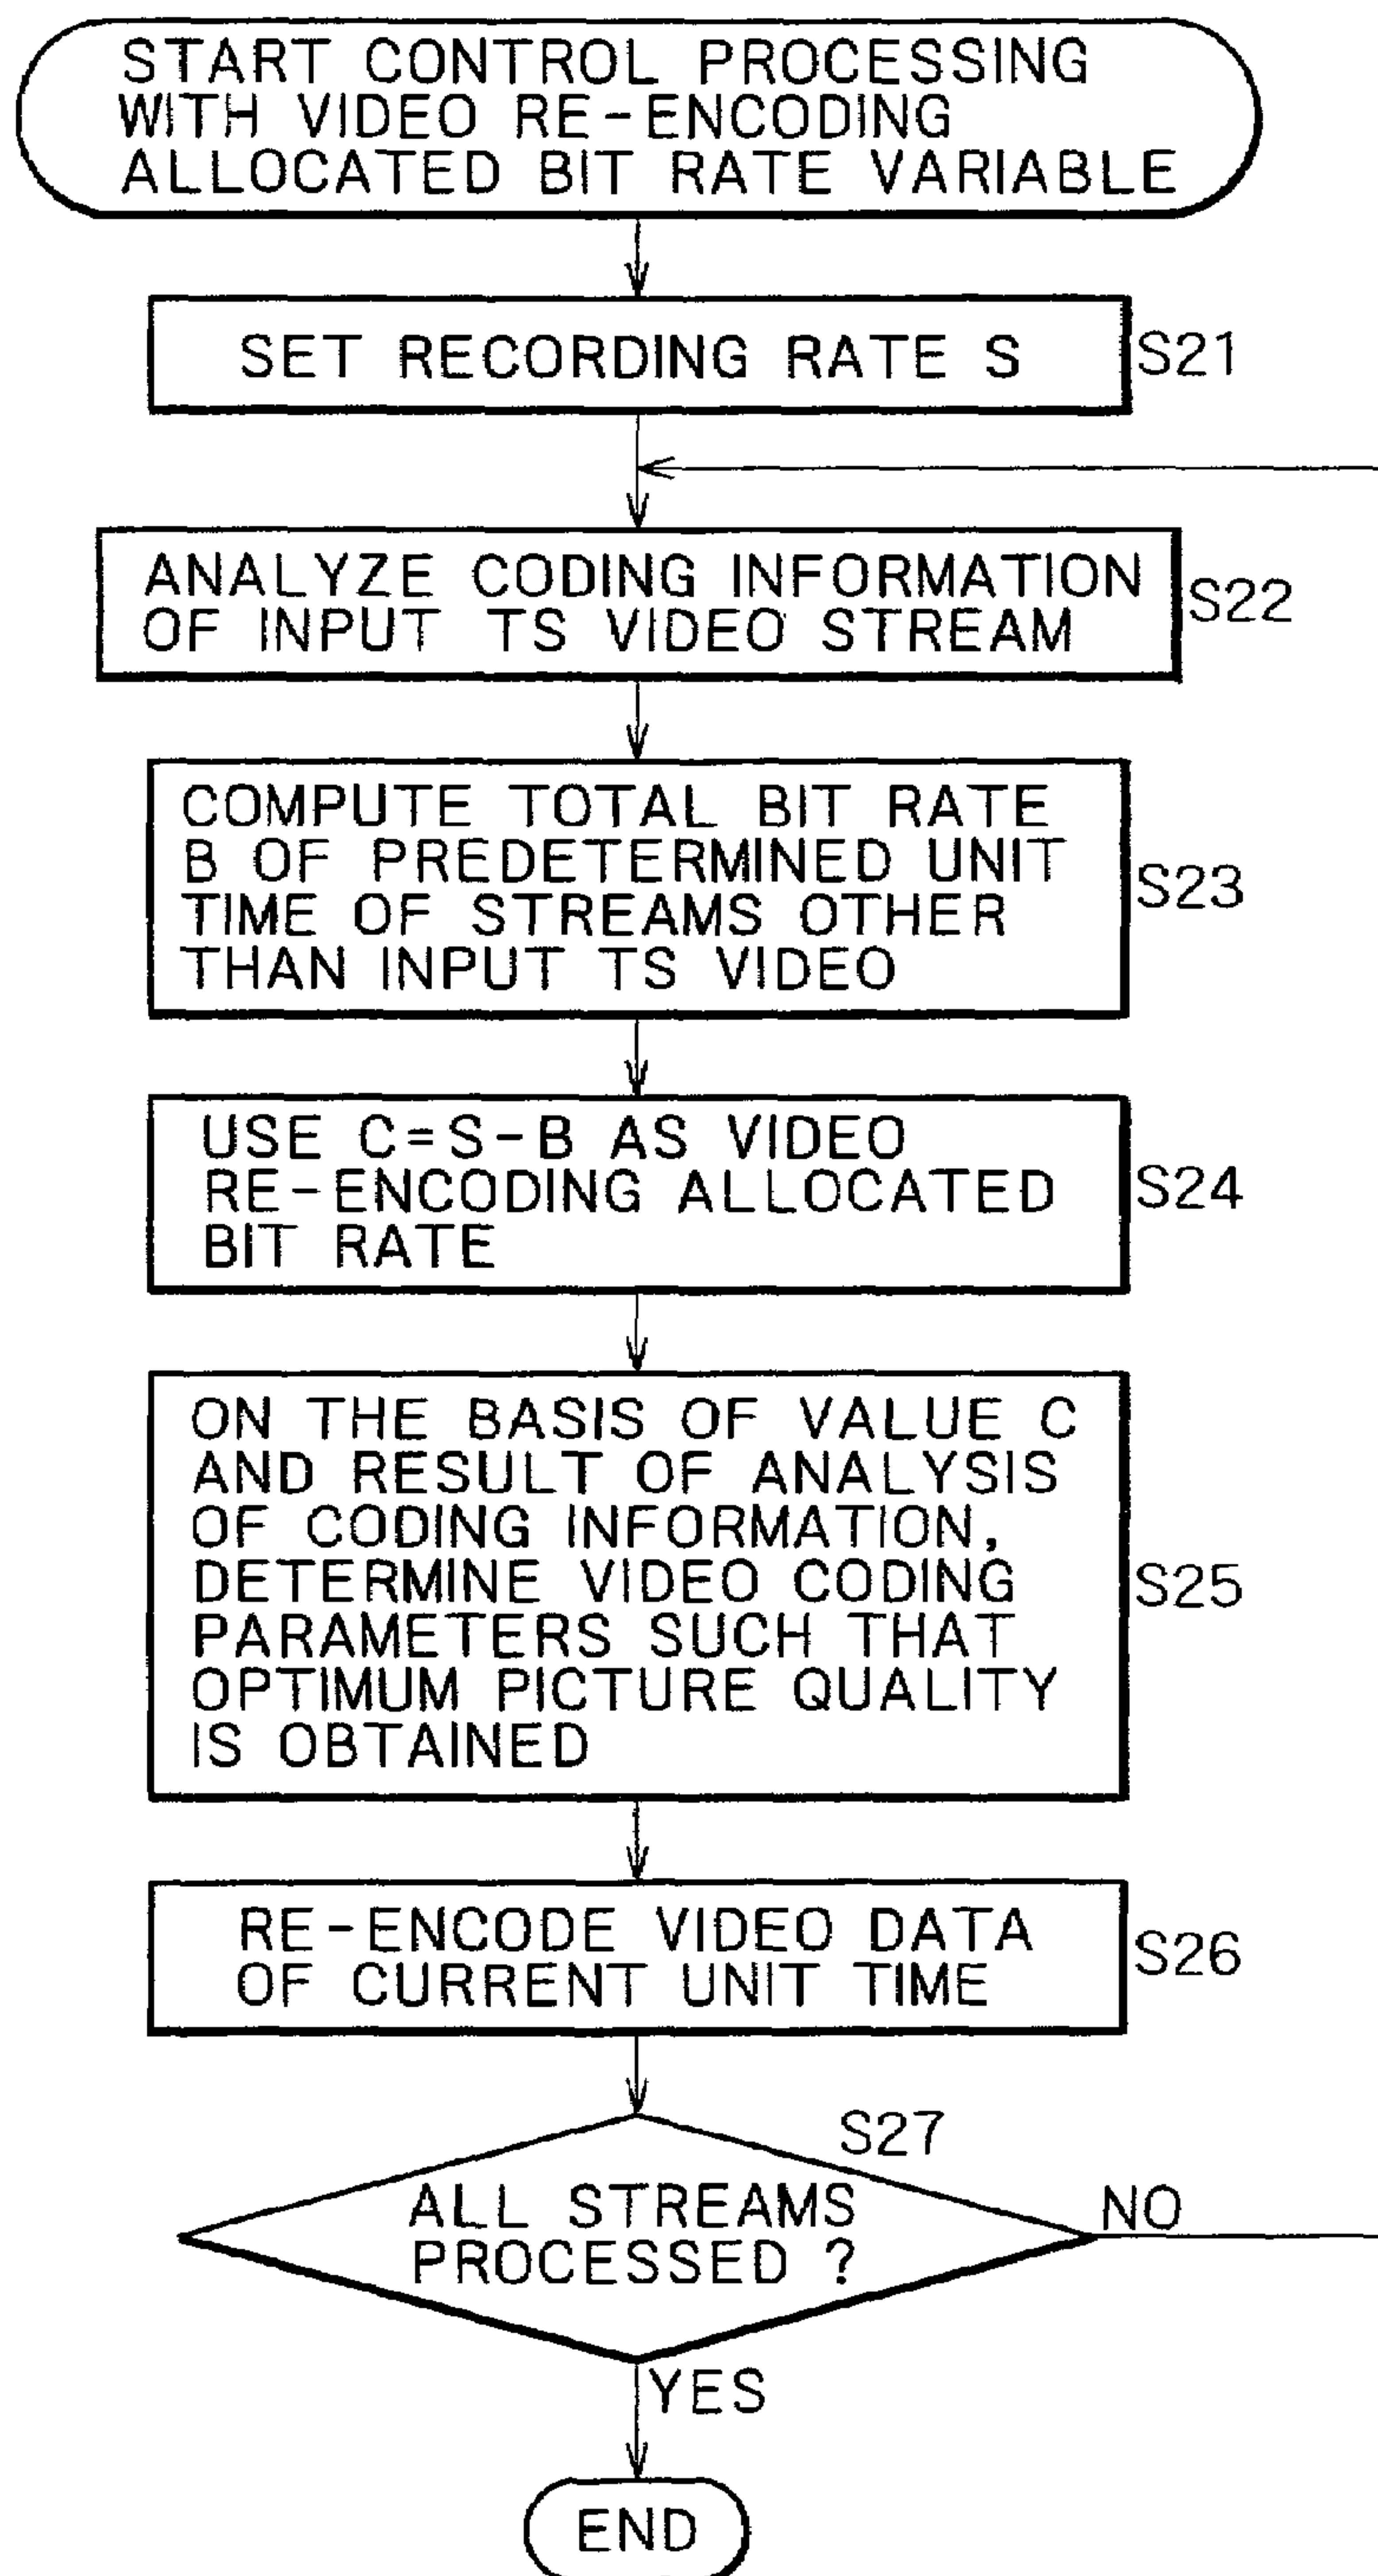 START CONTROL PROCESSING
WITH VIDEO RE-ENCODING
ALLOCATED BIT RATE VARIABLE
SET RECORDING RATE S
S21
ANALYZE CODING INFORMATION
OF INPUT TS VIDEO STREAM
S22
COMPUTE TOTAL BIT RATE
B OF PREDETERMINED UNIT
TIME OF STREAMS OTHER
THAN INPUT TS VIDEO
S23
USE C=S-B AS VIDEO
RE-ENCODING ALLOCATED
BIT RATE
S24
ON THE BASIS OF VALUE C
AND RESULT OF ANALYSIS
OF CODING INFORMATION,
DETERMINE VIDEO CODING
PARAMETERS SUCH THAT
OPTIMUM PICTURE QUALITY
IS OBTAINED
S25
RE-ENCODE VIDEO DATA
OF CURRENT UNIT TIME
S26
S27
ALL STREAMS
PROCESSED ?
NO
YES
END